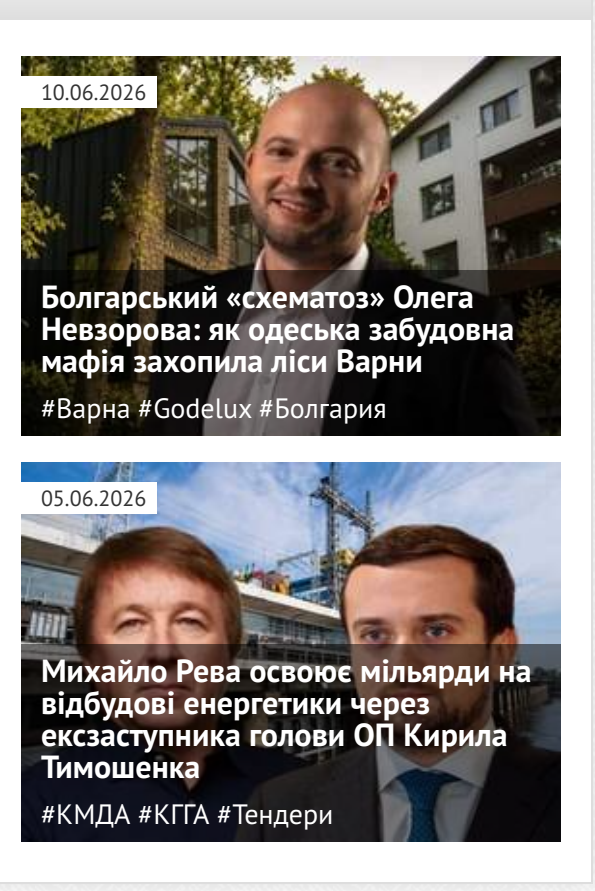 10.06.2026
Болгарський «схематоз» Олега
Невзорова: як одеська забудовна
мафія захопила ліси Варни
#Варна #Godelux #Болгария
05.06.2026
Михайло Рева освоює мільярди на
відбудові енергетики через
ексзаступника голови ОП Кирила
Тимошенка
#КМДА #КГГА #Тендери